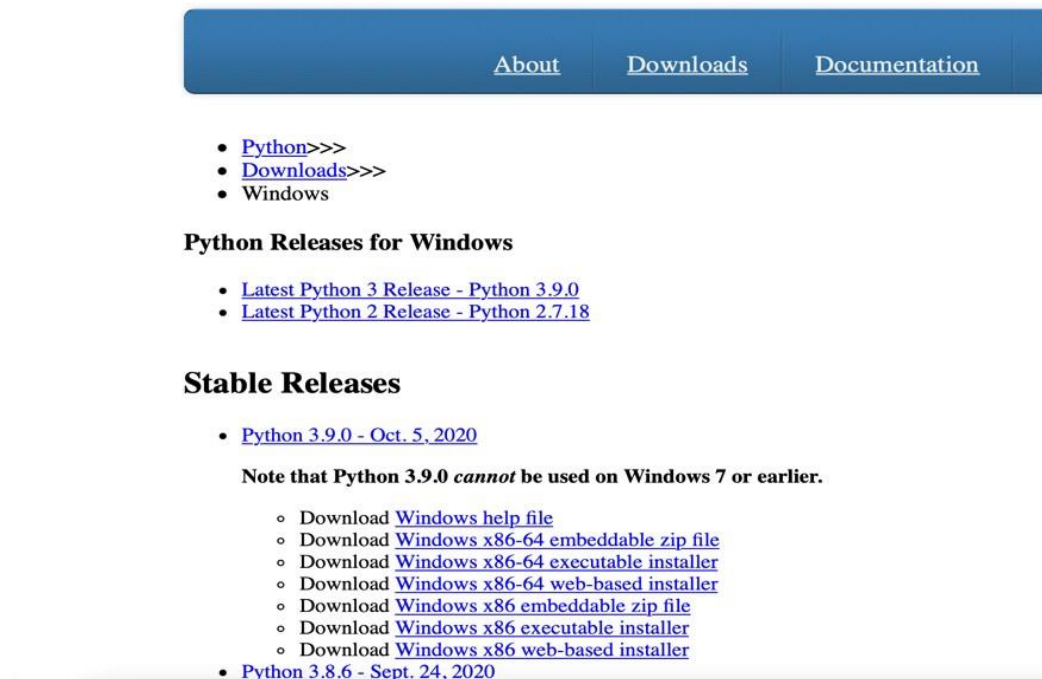 About Downloads Documentation
Python>>>
Downloads>>>
Windows
Python Releases for Windows
Latest Python 3 Release - Python 3.9.0
Latest Python 2 Release - Python 2.7.18
Stable Releases
Python 3.9.0 - Oct. 5, 2020
Note that Python 3.9.0 cannot be used on Windows 7 or earlier.
Download Windows help file
Download Windows x86-64 embeddable zip file
Download Windows x86-64 executable installer
Download Windows x86-64 web-based installer
Download Windows x86 embeddable zip file
Download Windows x86 executable installer
Download Windows x86 web-based installer
Python 3.8.6 - Sept. 24, 2020